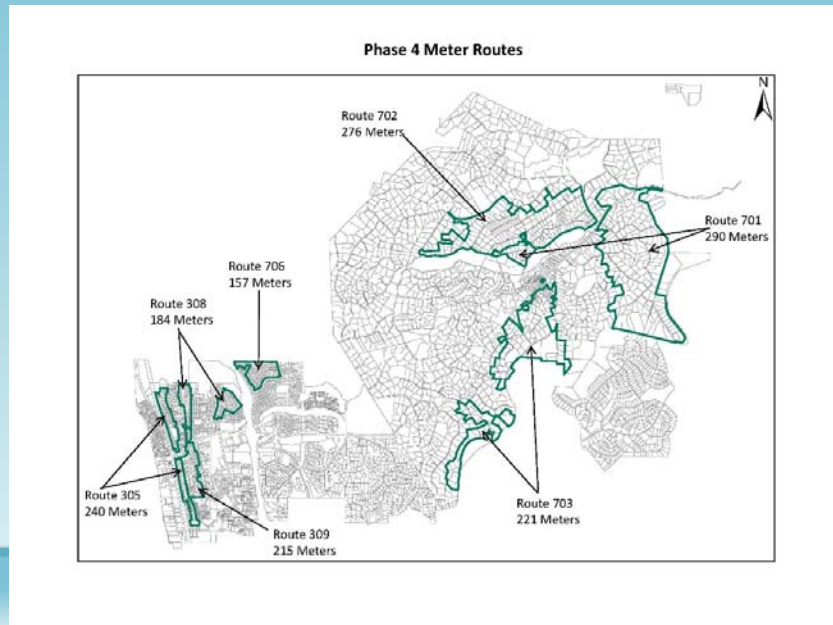 Phase 4 Meter Routes
N
Route 702
276 Meters
Route 701
290 Meters
Route 706
157 Meters
Route 308
184 Meters
Route 305
240 Meters
Route 309
215 Meters
Route 703
221 Meters